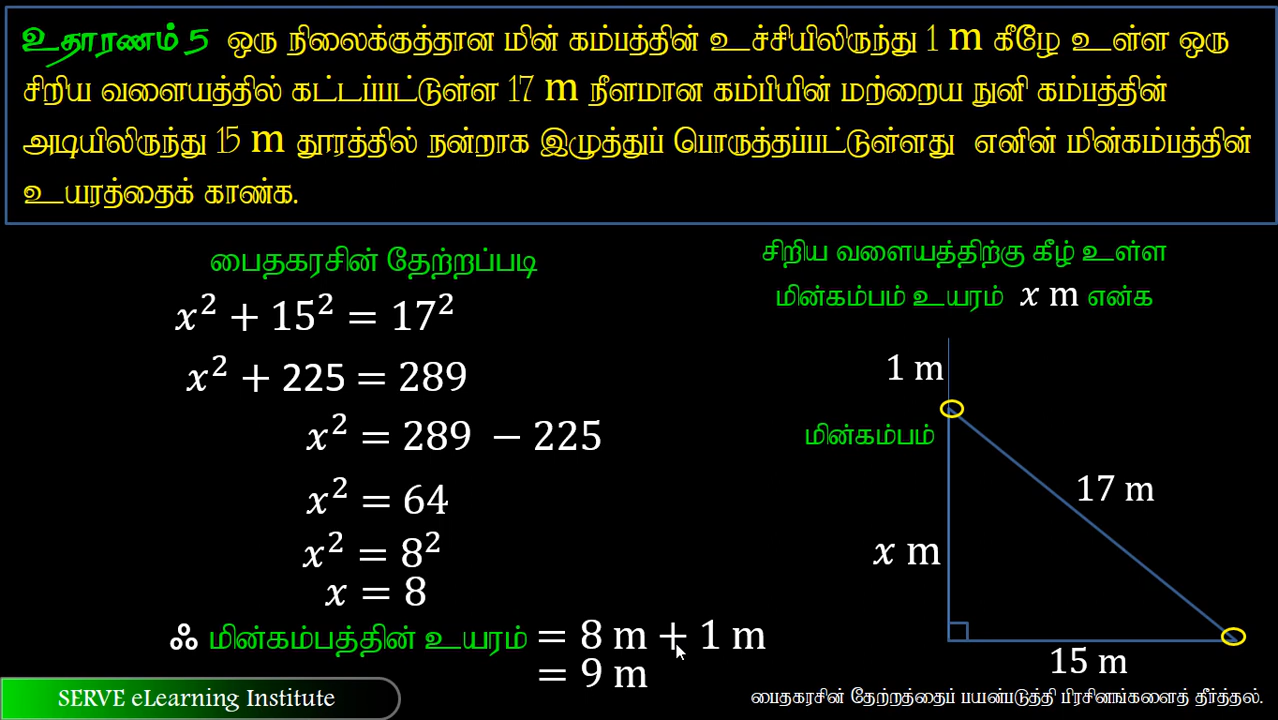 உதாரணம் 5 ஒரு நிலைக்குத்தான மின் கம்பத்தின் உச்சியிலிருந்து 1 m கீழே உள்ள ஒரு
சிறிய வளையத்தில் கட்டப்பட்டுள்ள 17 m நீளமான கம்பியின் மற்றைய நுனி கம்பத்தின்
அடியிலிருந்து 15 m தூரத்தில் நன்றாக இழுத்துப் பொருத்தப்பட்டுள்ளது எனின் மின்கம்பத்தின்
உயரத்தைக் காண்க.
பைதகரசின் தேற்றப்படி
x² + 15² = 17²
x² + 225 = 289
x² = 289 − 225
x² = 64
x² = 8²
x = 8
ஃ மின்கம்பத்தின் உயரம் = 8 m + 1 m
= 9 m
சிறிய வளையத்திற்கு கீழ் உள்ள
மின்கம்பம் உயரம் x m என்க
1 m
மின்கம்பம்
17 m
x m
15 m
SERVE eLearning Institute
பைதகரசின் தேற்றத்தைப் பயன்படுத்தி பிரசினங்களைத் தீர்த்தல்.